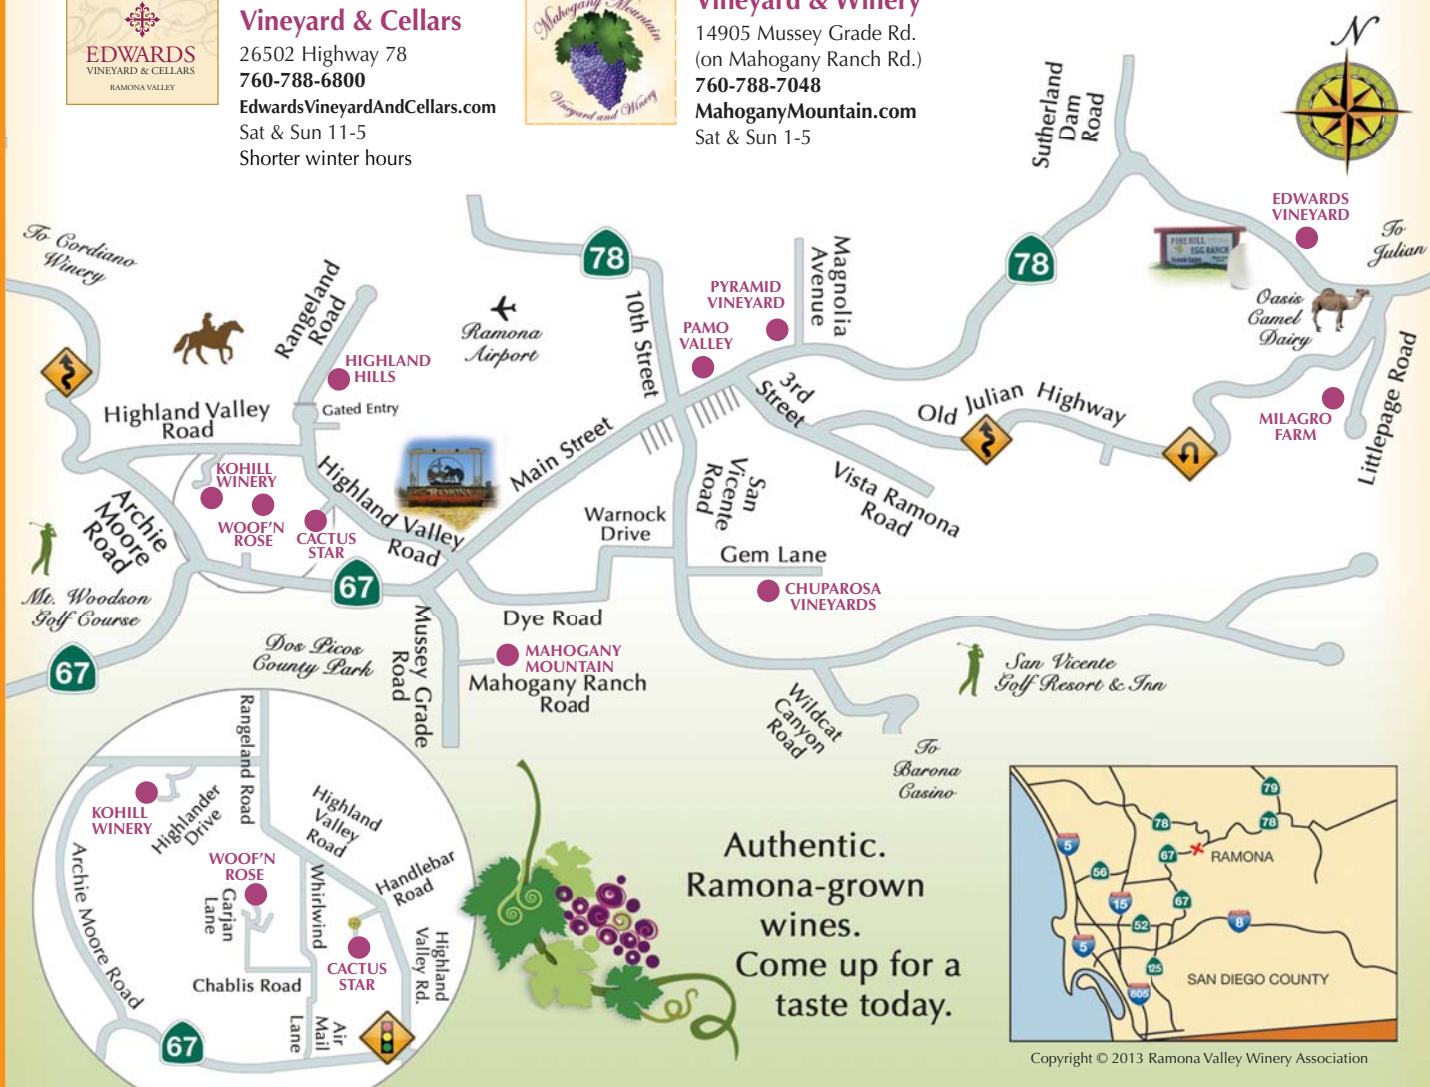 EDWARDS
VINEYARD & CELLARS
RAMONA VALLEY
Vineyard & Cellars
26502 Highway 78
760-788-6800
EdwardsVineyardAndCellars.com
Sat & Sun 11-5
Shorter winter hours
Mahogany Mountain
Vineyard and Winery
Vineyard & Winery
14905 Mussey Grade Rd.
(on Mahogany Ranch Rd.)
760-788-7048
MahoganyMountain.com
Sat & Sun 1-5
N
Sutherland
Dam
Road
EDWARDS
VINEYARD
To
Julian
PINE HILL
EGG RANCH
Oasis
Camel
Dairy
78
78
To Cordiano
Winery
Rangeland
Road
Ramona
Airport
10th Street
PYRAMID
VINEYARD
PAMO
VALLEY
Magnolia
Avenue
HIGHLAND
HILLS
Gated Entry
Highland Valley
Road
3rd
Street
Old Julian Highway
MILAGRO
FARM
Littlepage Road
Main Street
KOHILL
WINERY
WOOF'N
ROSE
CACTUS
STAR
Highland Valley
Road
RAMONA
Archie
Moore
Road
San
Vicente
Road
Vista Ramona
Road
Warnock
Drive
Gem Lane
CHUPAROSA
VINEYARDS
67
Mt. Woodson
Golf Course
67
Dos Picos
County Park
Mussey Grade
Road
Dye Road
MAHOGANY
MOUNTAIN
Mahogany Ranch
Road
San Vicente
Golf Resort & Inn
Wildcat
Canyon
Road
To
Barona
Casino
Rangeland Road
KOHILL
WINERY
Highlander
Drive
Highland
Valley
Road
WOOF'N
ROSE
Garjan
Lane
Whirlwind
Lane
Handlebar
Road
Archie Moore Road
CACTUS
STAR
Highland
Valley Rd.
Chablis Road
Air
Mail
67
Authentic.
Ramona-grown
wines.
Come up for a
taste today.
79
78
78
5
67
RAMONA
56
15
67
52
8
5
125
SAN DIEGO COUNTY
805
Copyright © 2013 Ramona Valley Winery Association